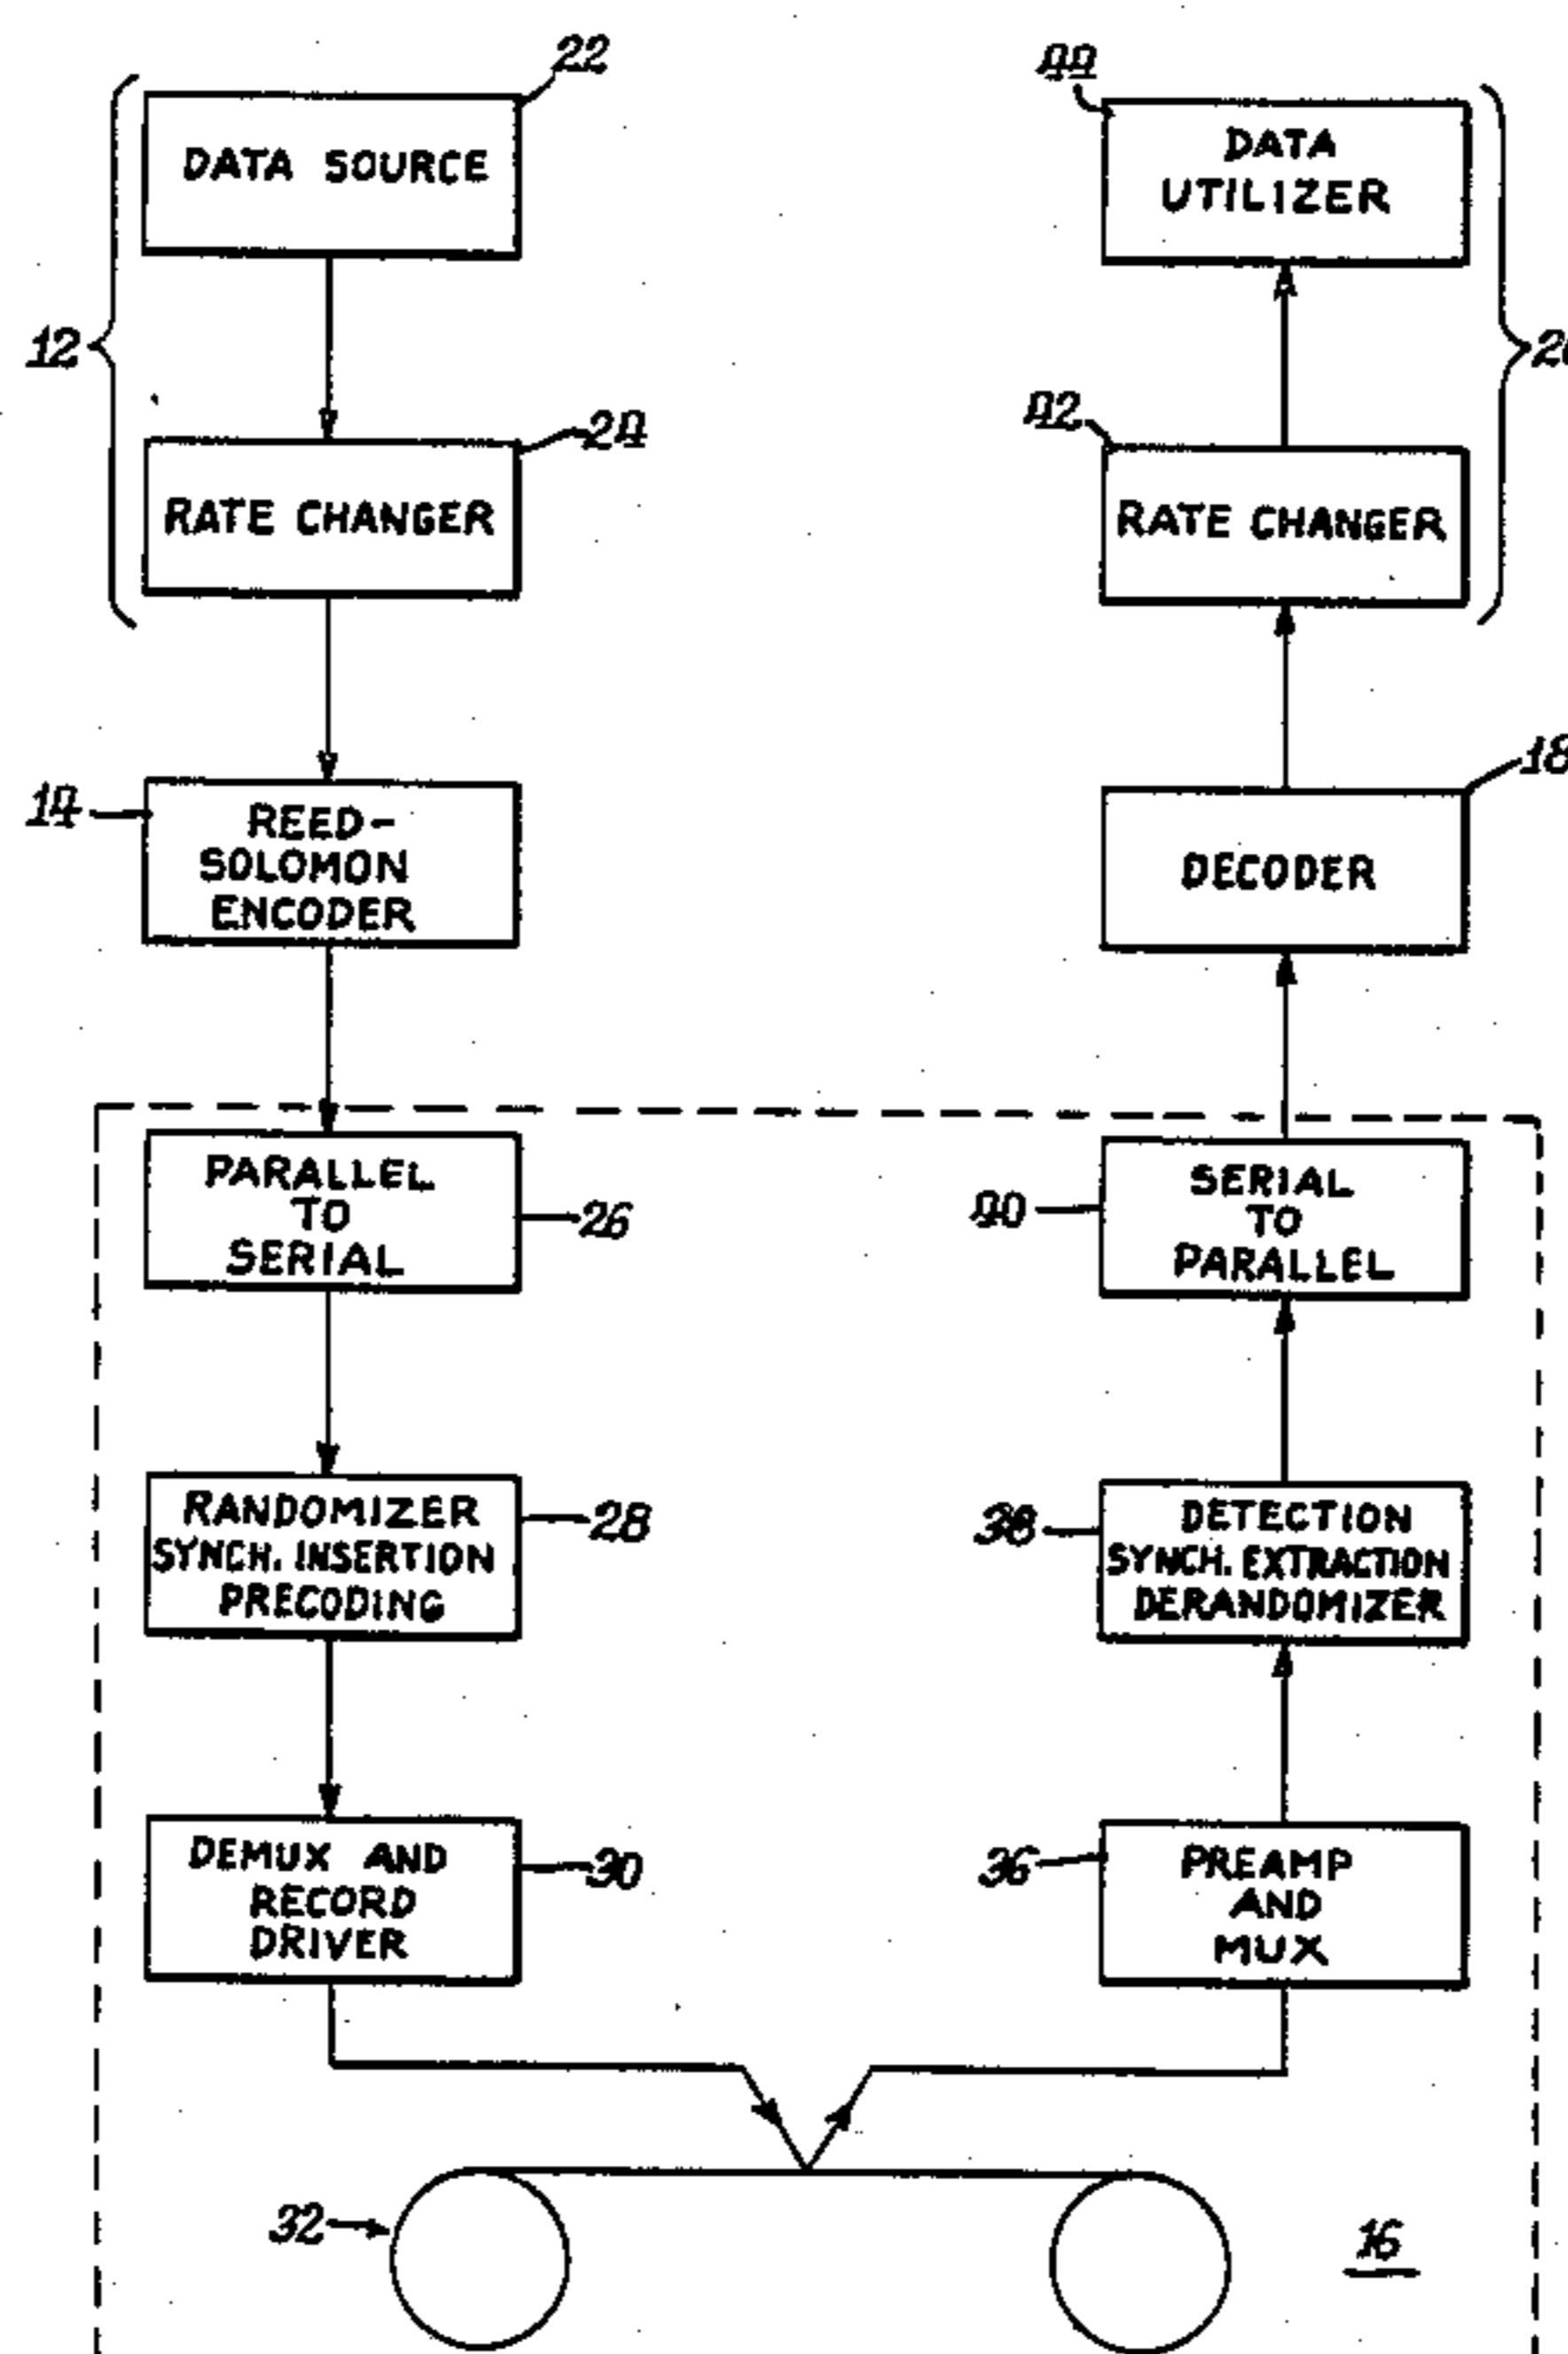 22
DATA SOURCE
12
24
RATE CHANGER
14
REED-
SOLOMON
ENCODER
PARALLEL
TO
SERIAL
26
RANDOMIZER
SYNCH. INSERTION
PRECODING
28
DEMUX AND
RECORD
DRIVER
30
32
44
DATA
UTILIZER
42
RATE CHANGER
18
DECODER
40
SERIAL
TO
PARALLEL
38
DETECTION
SYNCH. EXTRACTION
DERANDOMIZER
36
PREAMP
AND
MUX
16